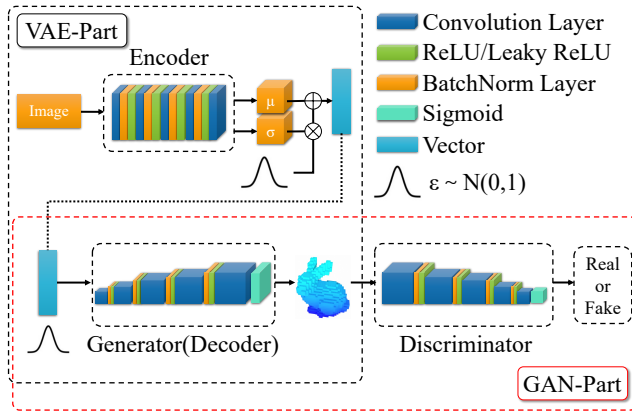 VAE-Part
Encoder
Image
μ
σ
Convolution Layer
ReLU/Leaky ReLU
BatchNorm Layer
Sigmoid
Vector
ε ~ N(0,1)
Generator(Decoder)
Discriminator
Real
or
Fake
GAN-Part